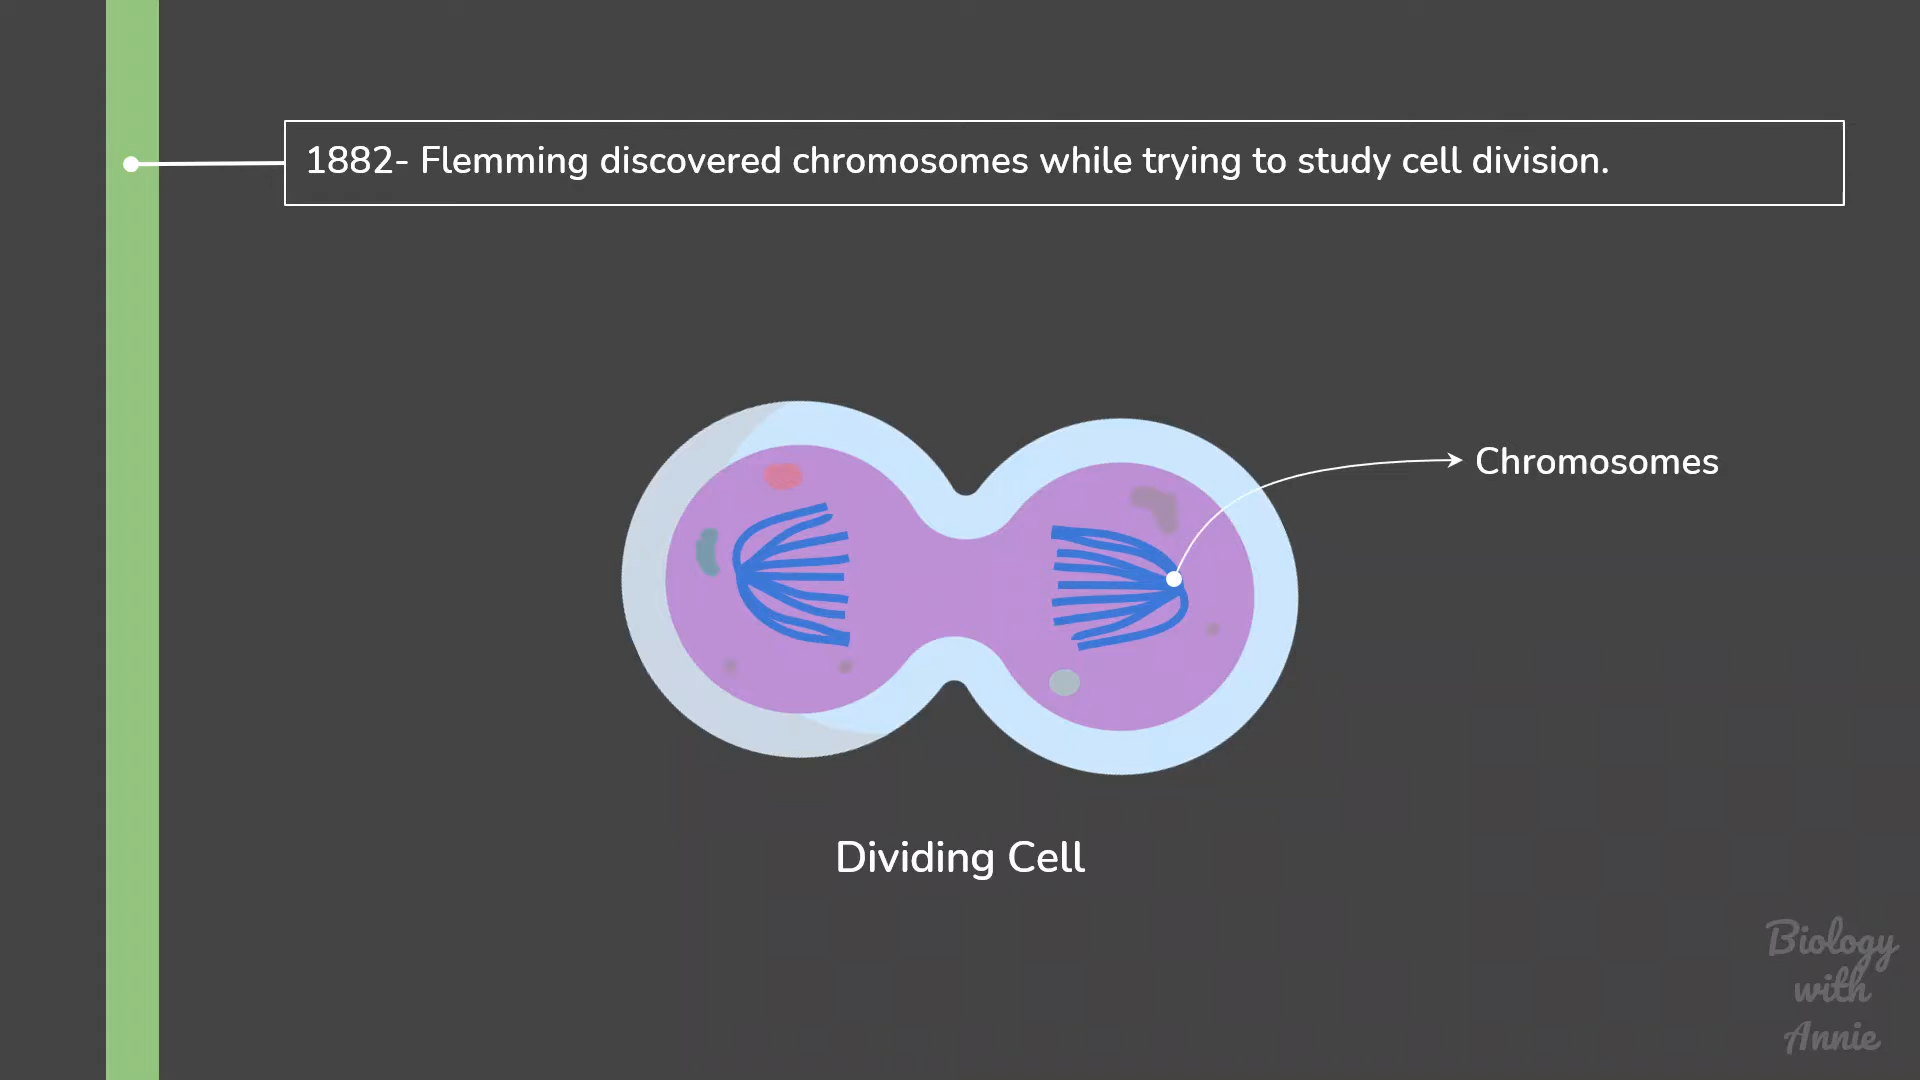 1882- Flemming discovered chromosomes while trying to study cell division.
Chromosomes
Dividing Cell
Biology
with
Annie